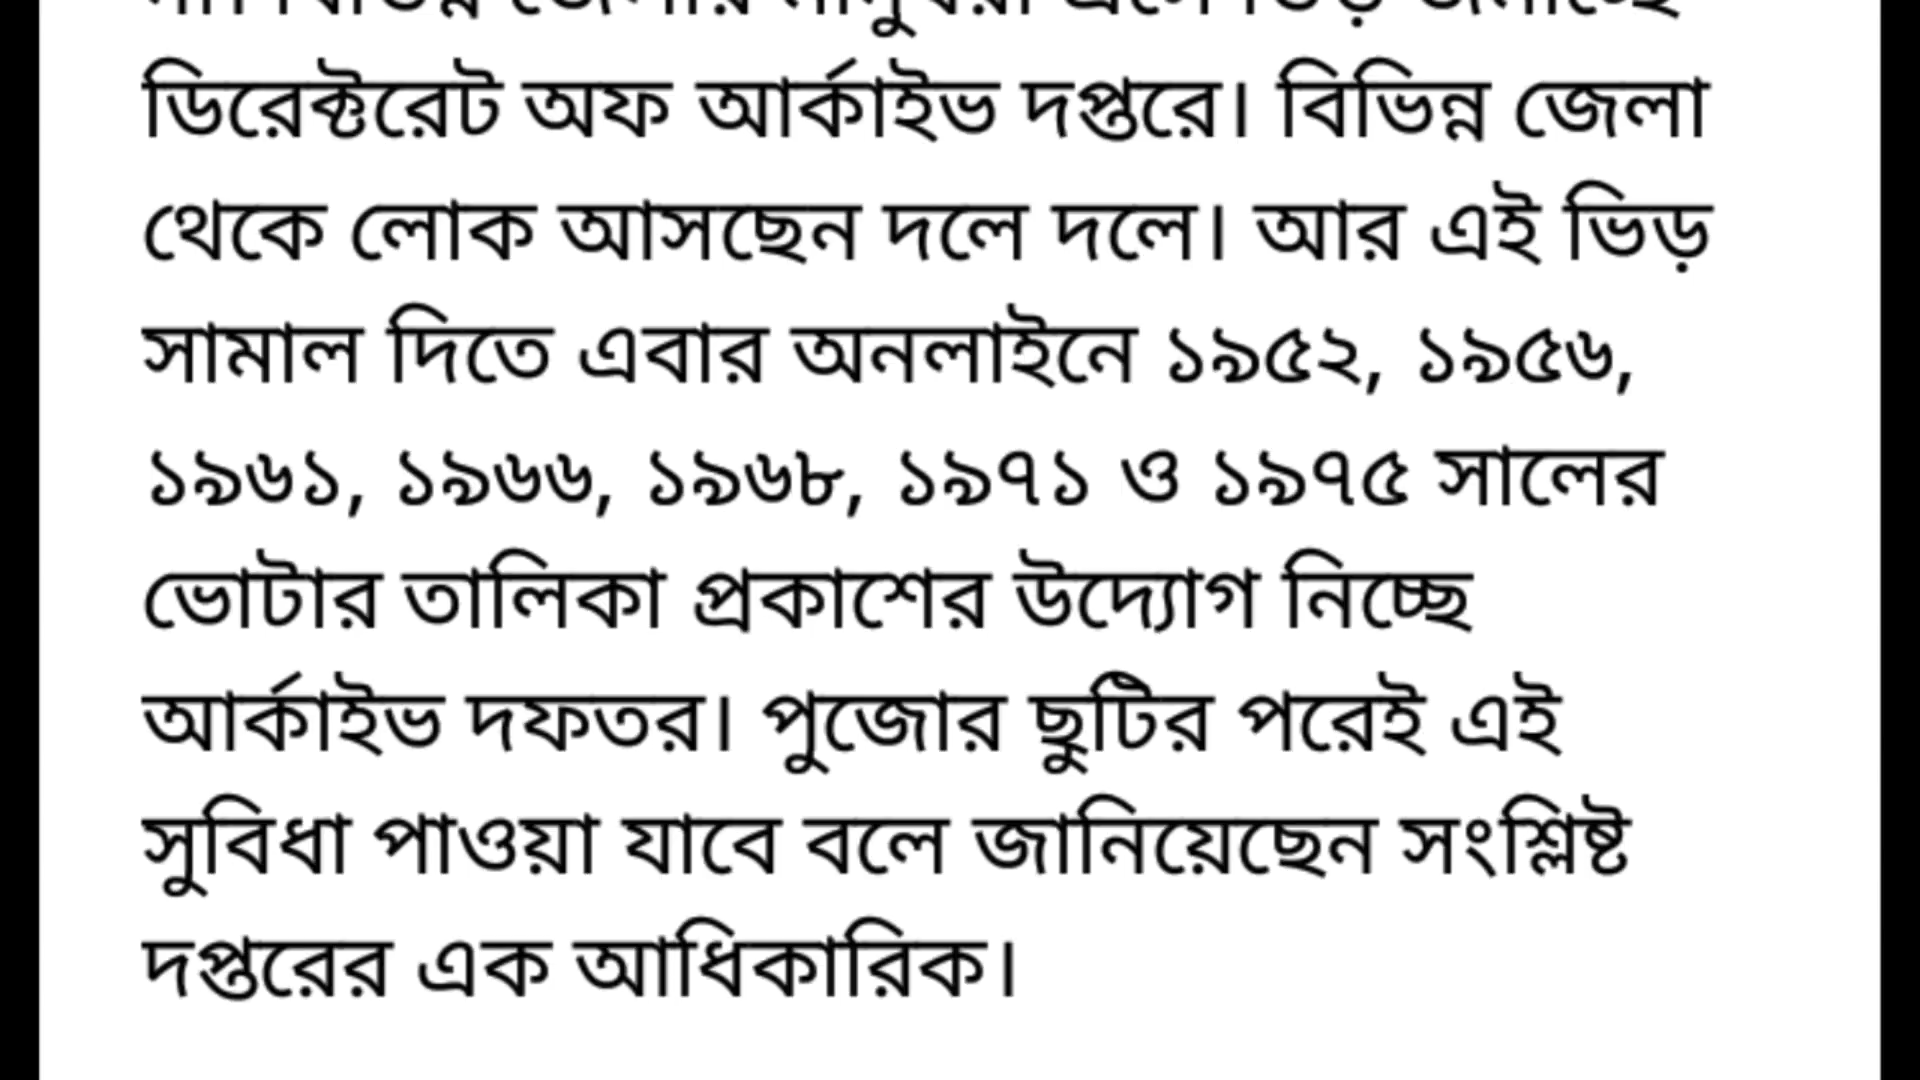 ডিরেক্টরেট অফ আর্কাইভ দপ্তরে। বিভিন্ন জেলা
থেকে লোক আসছেন দলে দলে। আর এই ভিড়
সামাল দিতে এবার অনলাইনে ১৯৫২, ১৯৫৬,
১৯৬১, ১৯৬৬, ১৯৬৮, ১৯৭১ ও ১৯৭৫ সালের
ভোটার তালিকা প্রকাশের উদ্যোগ নিচ্ছে
আর্কাইভ দফতর। পুজোর ছুটির পরেই এই
সুবিধা পাওয়া যাবে বলে জানিয়েছেন সংশ্লিষ্ট
দপ্তরের এক আধিকারিক।